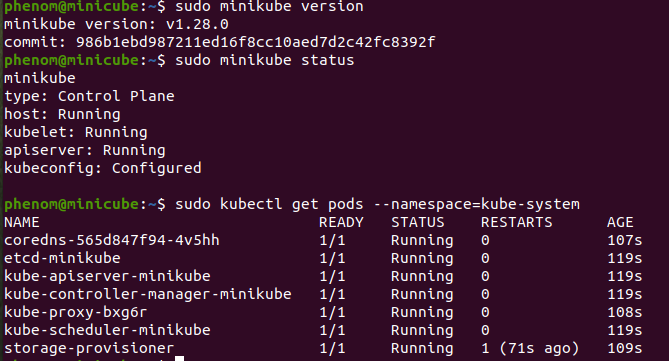 phenom@minicube:~$ sudo minikube version
minikube version: v1.28.0
commit: 986b1ebd987211ed16f8cc10aed7d2c42fc8392f
phenom@minicube:~$ sudo minikube status
minikube
type: Control Plane
host: Running
kubelet: Running
apiserver: Running
kubeconfig: Configured

phenom@minicube:~$ sudo kubectl get pods --namespace=kube-system
NAME READY STATUS RESTARTS AGE
coredns-565d847f94-4v5hh 1/1 Running 0 107s
etcd-minikube 1/1 Running 0 119s
kube-apiserver-minikube 1/1 Running 0 119s
kube-controller-manager-minikube 1/1 Running 0 119s
kube-proxy-bxg6r 1/1 Running 0 108s
kube-scheduler-minikube 1/1 Running 0 119s
storage-provisioner 1/1 Running 1 (71s ago) 109s